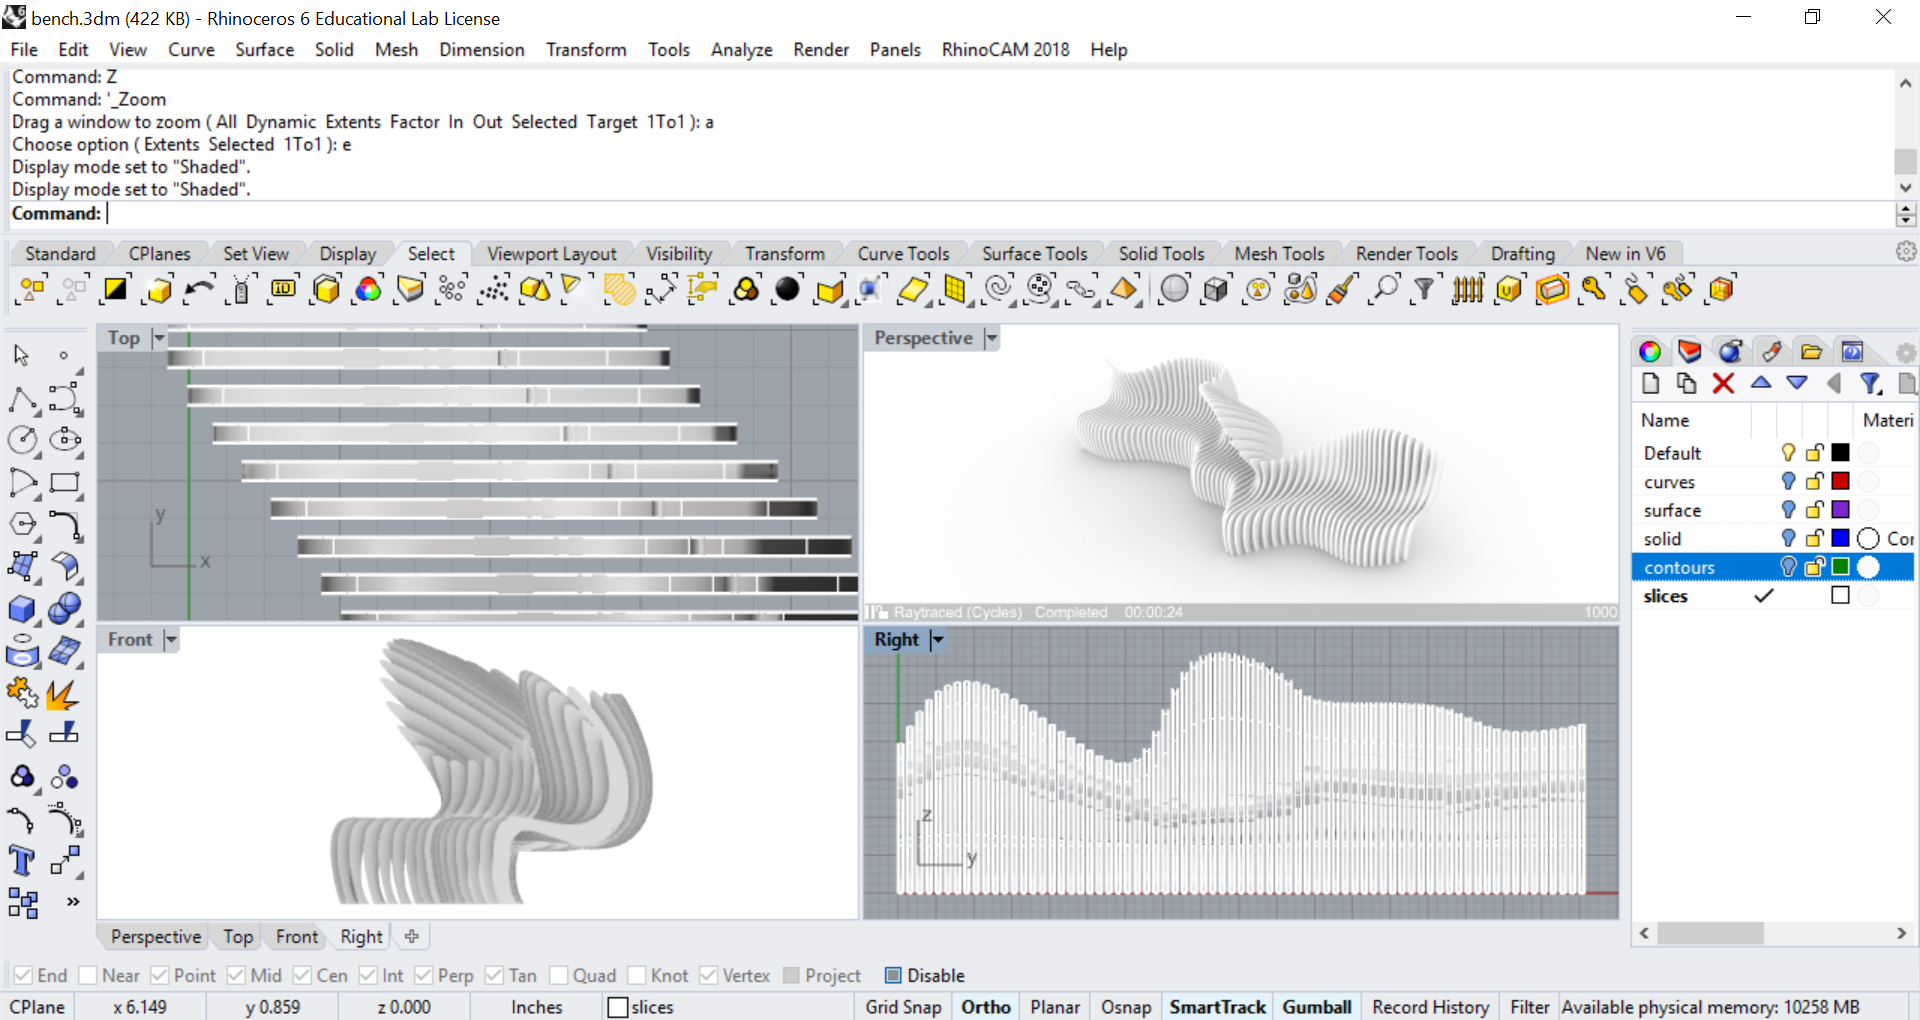 bench.3dm (422 KB) - Rhinoceros 6 Educational Lab License
File Edit View Curve Surface Solid Mesh Dimension Transform Tools Analyze Render Panels RhinoCAM 2018 Help
Command: Z
Command: '_Zoom
Drag a window to zoom ( All Dynamic Extents Factor In Out Selected Target 1To1 ): a
Choose option ( Extents Selected 1To1 ): e
Display mode set to "Shaded".
Display mode set to "Shaded".
Command:
Standard CPlanes Set View Display Select Viewport Layout Visibility Transform Curve Tools Surface Tools Solid Tools Mesh Tools Render Tools Drafting New in V6
Top
y
x
Perspective
Raytraced (Cycles) Completed 00:00:24 1000
Front
Right
z
y
Name Materi
Default
curves
surface
solid Cor
contours
slices
Perspective Top Front Right
End Near Point Mid Cen Int Perp Tan Quad Knot Vertex Project Disable
CPlane x 6.149 y 0.859 z 0.000 Inches slices Grid Snap Ortho Planar Osnap SmartTrack Gumball Record History Filter Available physical memory: 10258 MB